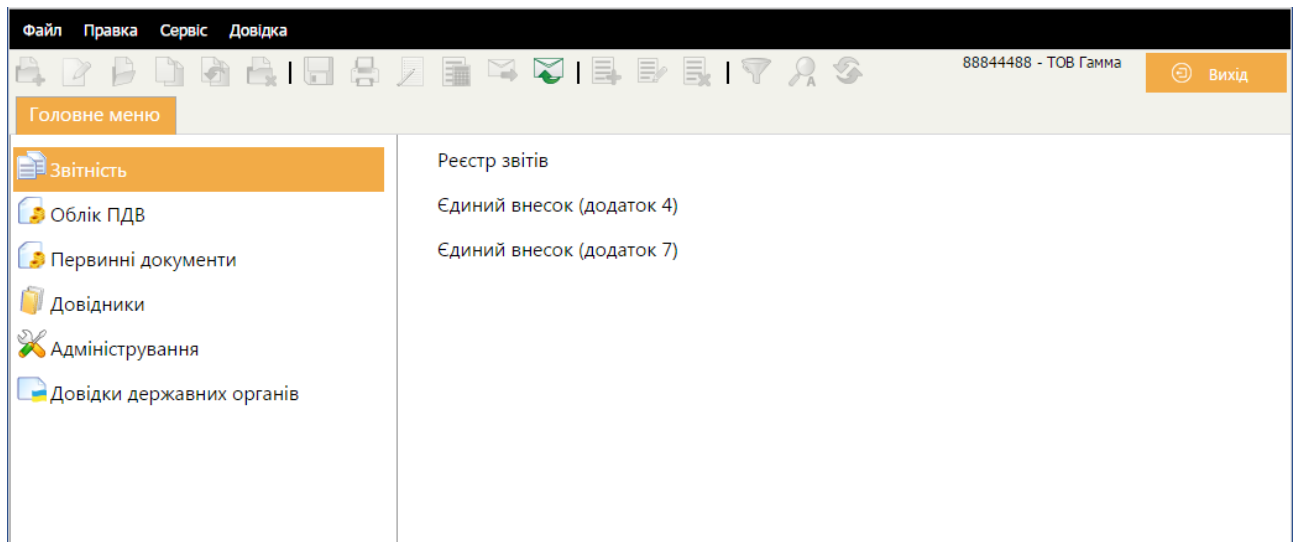 Файл Правка Сервіс Довідка
88844488 - ТОВ Гамма
Вихід
Головне меню
Звітність
Облік ПДВ
Первинні документи
Довідники
Адміністрування
Довідки державних органів
Реєстр звітів
Єдиний внесок (додаток 4)
Єдиний внесок (додаток 7)